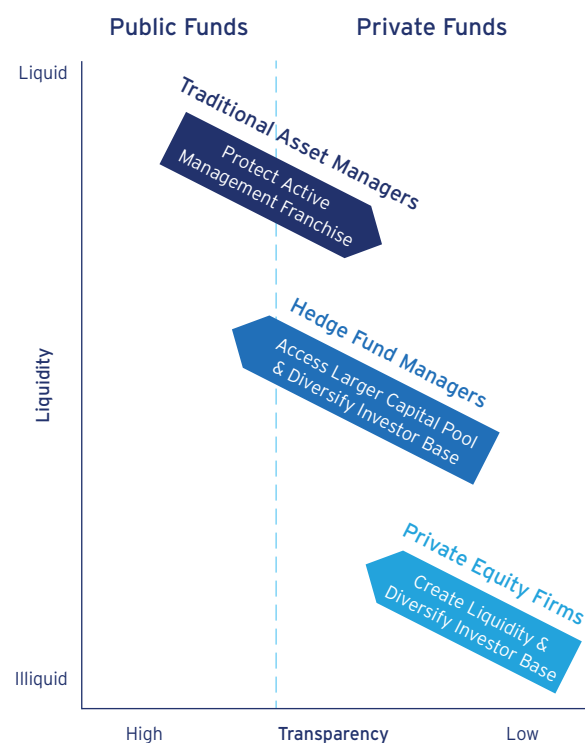 Public Funds
Private Funds
Liquid
Traditional Asset Managers
Protect Active
Management Franchise
Hedge Fund Managers
Access Larger Capital Pool
& Diversify Investor Base
Liquidity
Private Equity Firms
Create Liquidity &
Diversify Investor Base
Illiquid
High
Transparency
Low